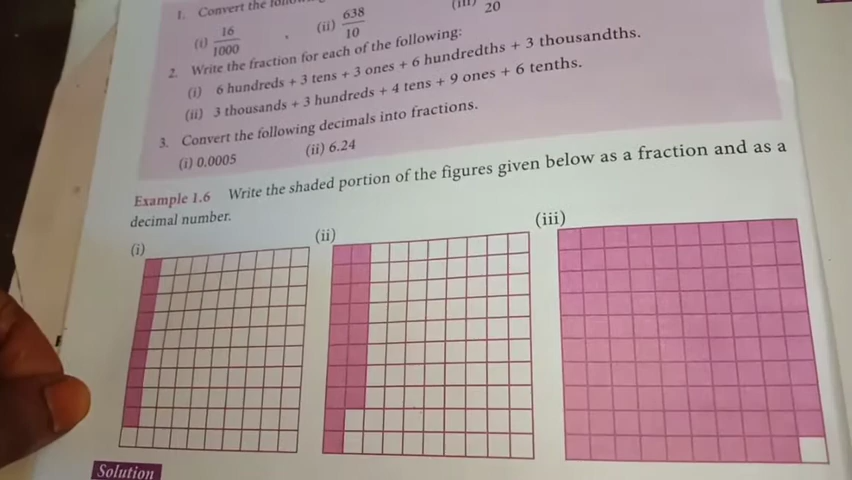 1. Convert the
(i) 16/1000 (ii) 638/10 20
2. Write the fraction for each of the following:
(i) 6 hundreds + 3 tens + 3 ones + 6 hundredths + 3 thousandths.
(ii) 3 thousands + 3 hundreds + 4 tens + 9 ones + 6 tenths.
3. Convert the following decimals into fractions.
(i) 0.0005 (ii) 6.24
Example 1.6 Write the shaded portion of the figures given below as a fraction and as a
decimal number.
(i) (ii) (iii)
Solution